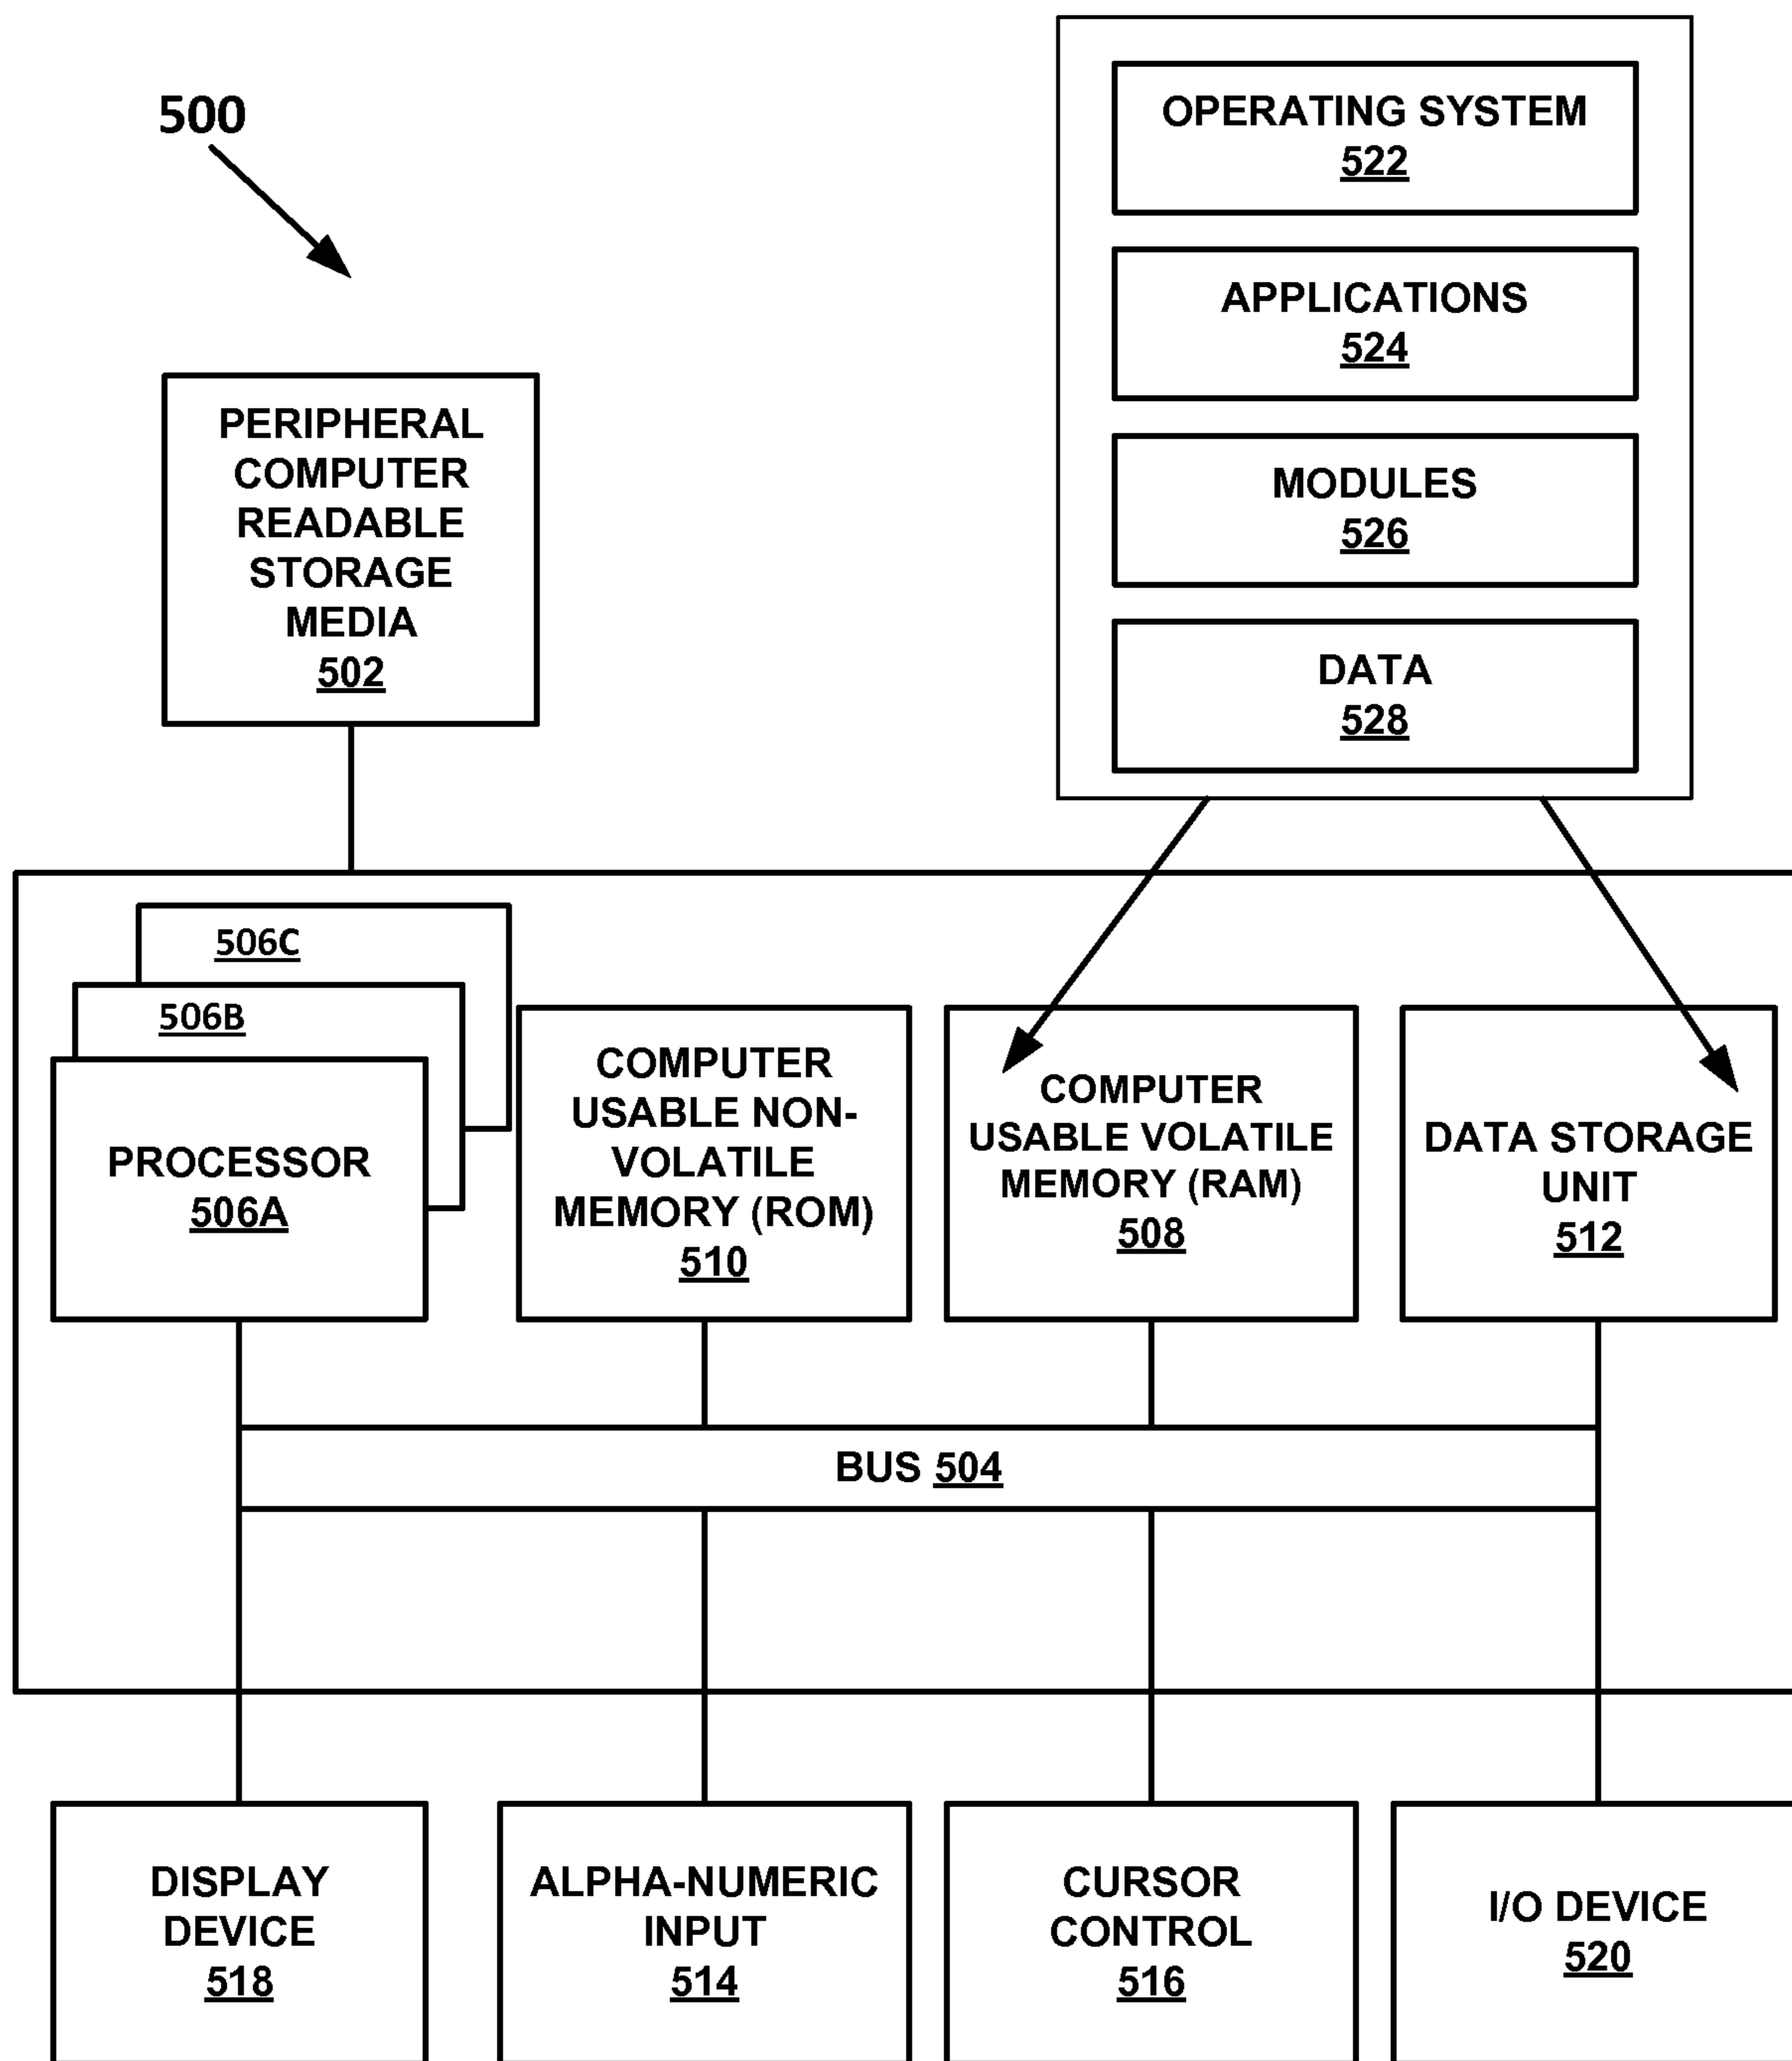 500
OPERATING SYSTEM
522
APPLICATIONS
524
MODULES
526
DATA
528
PERIPHERAL
COMPUTER
READABLE
STORAGE
MEDIA
502
506C
506B
PROCESSOR
506A
COMPUTER
USABLE NON-
VOLATILE
MEMORY (ROM)
510
COMPUTER
USABLE VOLATILE
MEMORY (RAM)
508
DATA STORAGE
UNIT
512
BUS 504
DISPLAY
DEVICE
518
ALPHA-NUMERIC
INPUT
514
CURSOR
CONTROL
516
I/O DEVICE
520